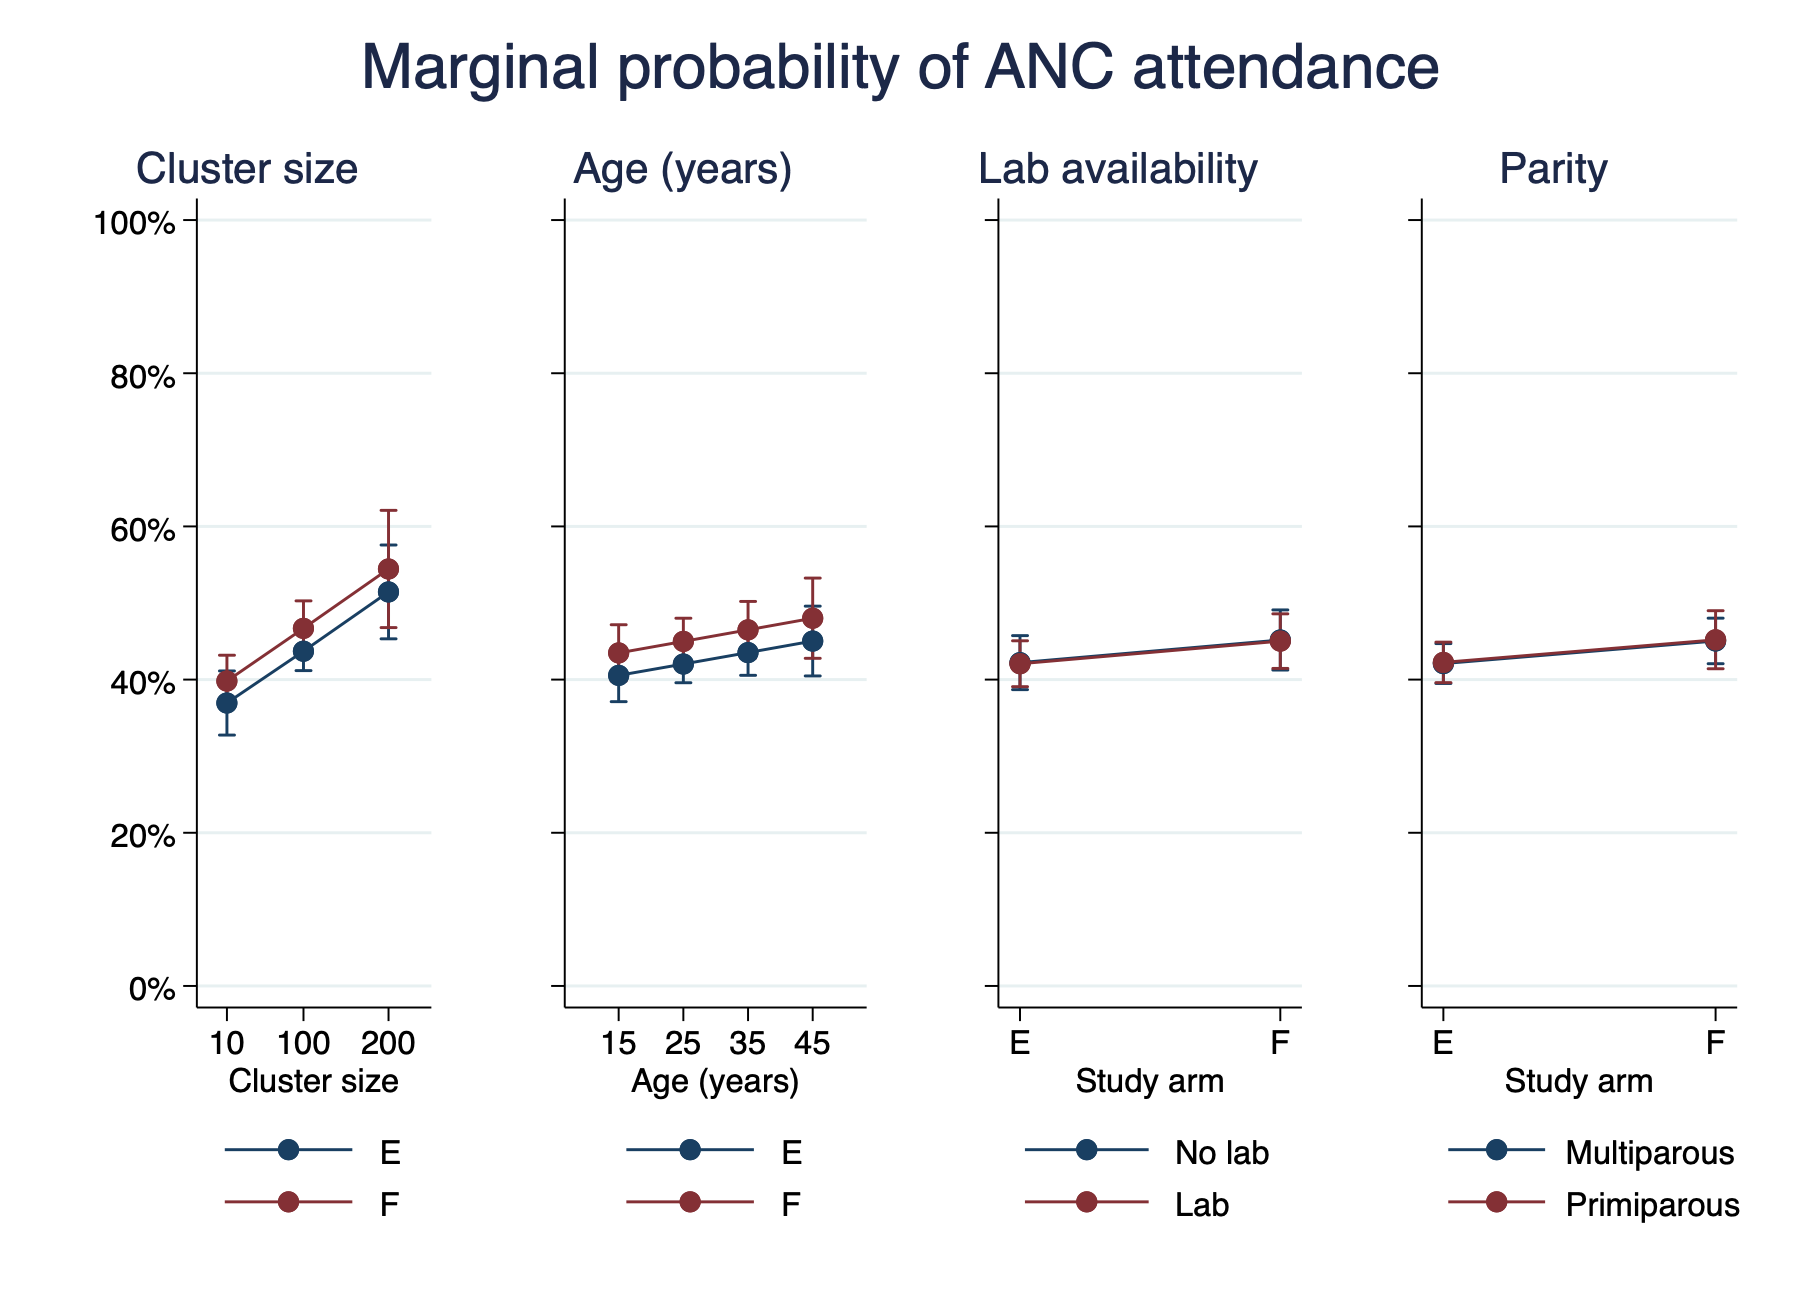 Marginal probability of ANC attendance
Cluster size
Age (years)
Lab availability
Parity
100%
80%
60%
40%
20%
0%
10 100 200
Cluster size
15 25 35 45
Age (years)
E F
Study arm
E F
Study arm
E
F
E
F
No lab
Lab
Multiparous
Primiparous